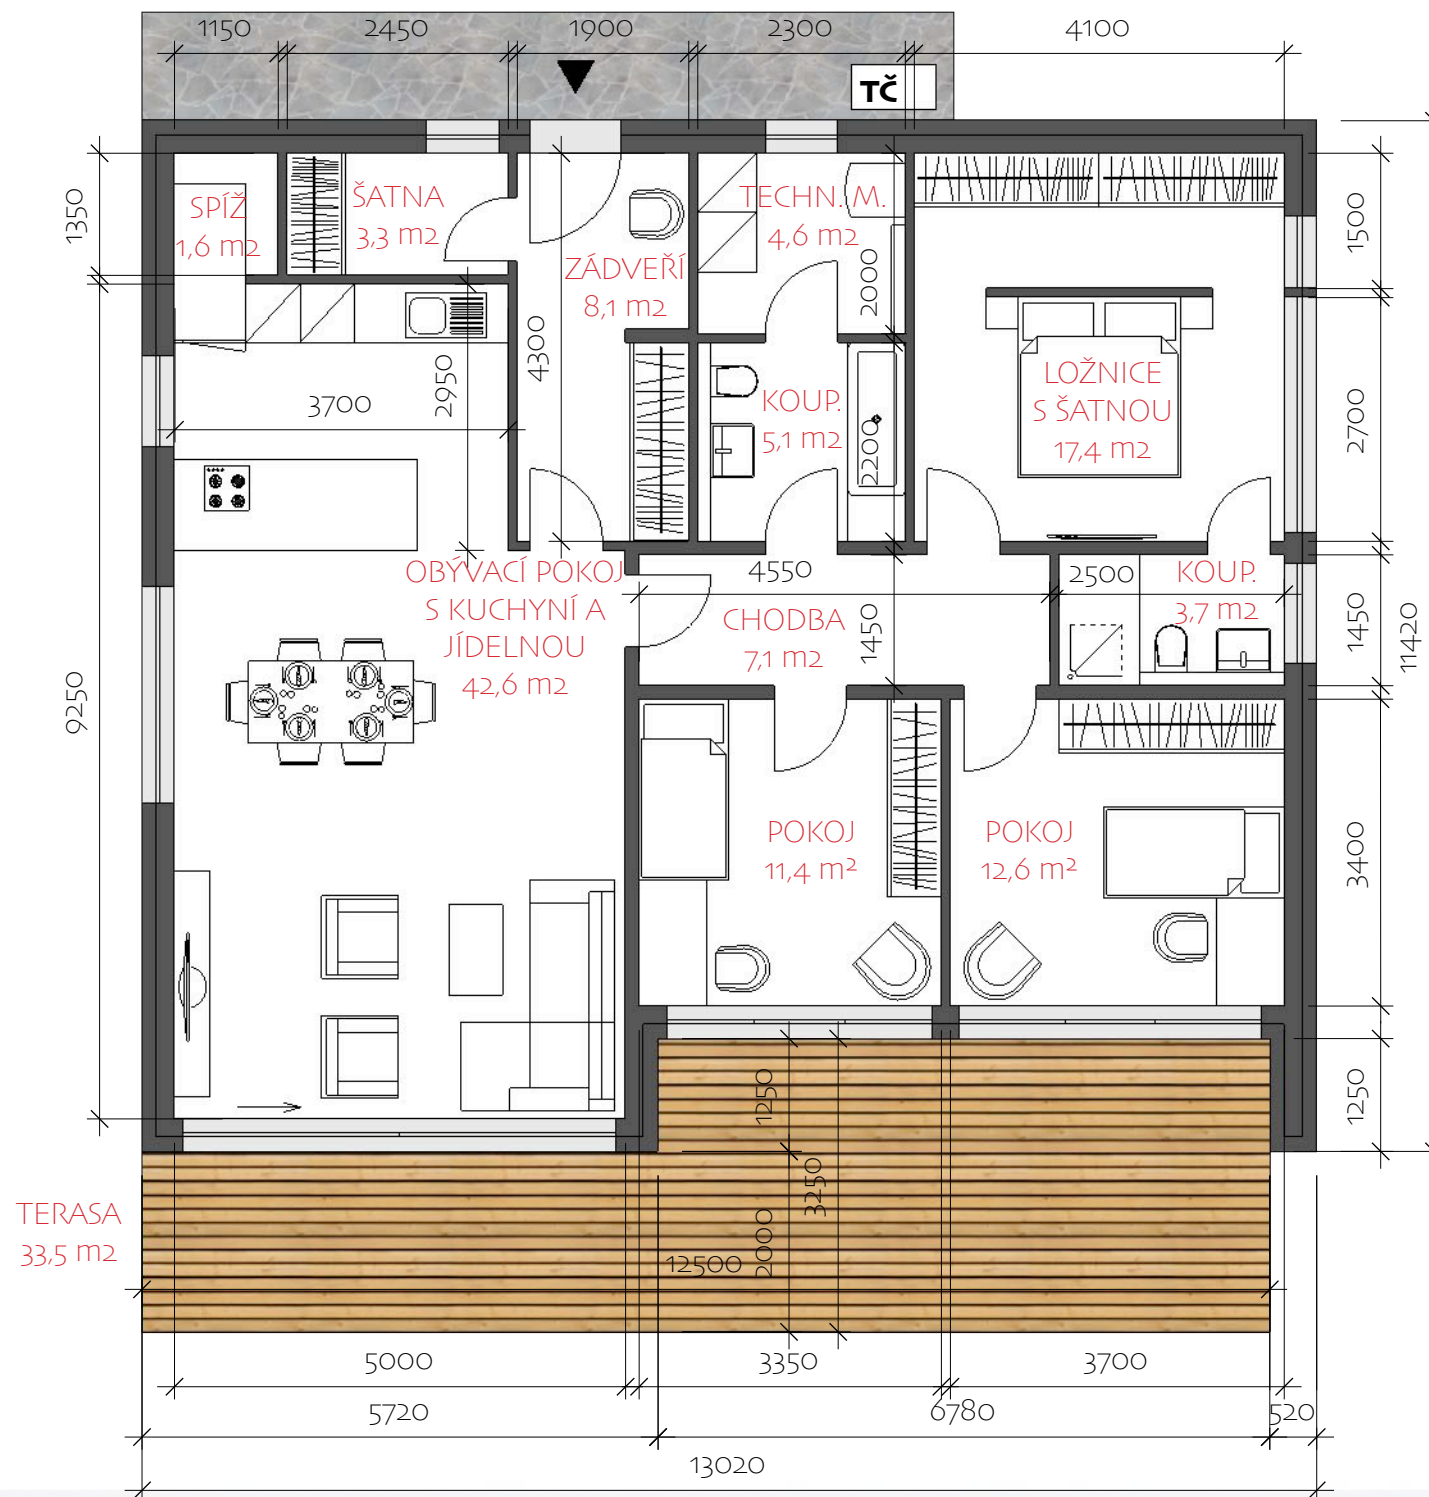 1150
2450
1900
2300
4100
TČ
SPÍŽ
1,6 m2
ŠATNA
3,3 m2
ZÁDVEŘÍ
8,1 m2
TECHN. M.
4,6 m2
1350
1500
2000
4300
2950
3700
KOUP.
5,1 m2
2200
LOŽNICE
S ŠATNOU
17,4 m2
2700
OBÝVACÍ POKOJ
S KUCHYNÍ A
JÍDELNOU
42,6 m2
4550
CHODBA
7,1 m2
1450
2500
KOUP.
3,7 m2
1450
11420
9250
POKOJ
11,4 m²
POKOJ
12,6 m²
3400
1250
1250
3250
2000
TERASA
33,5 m2
12500
5000
3350
3700
5720
6780
520
13020